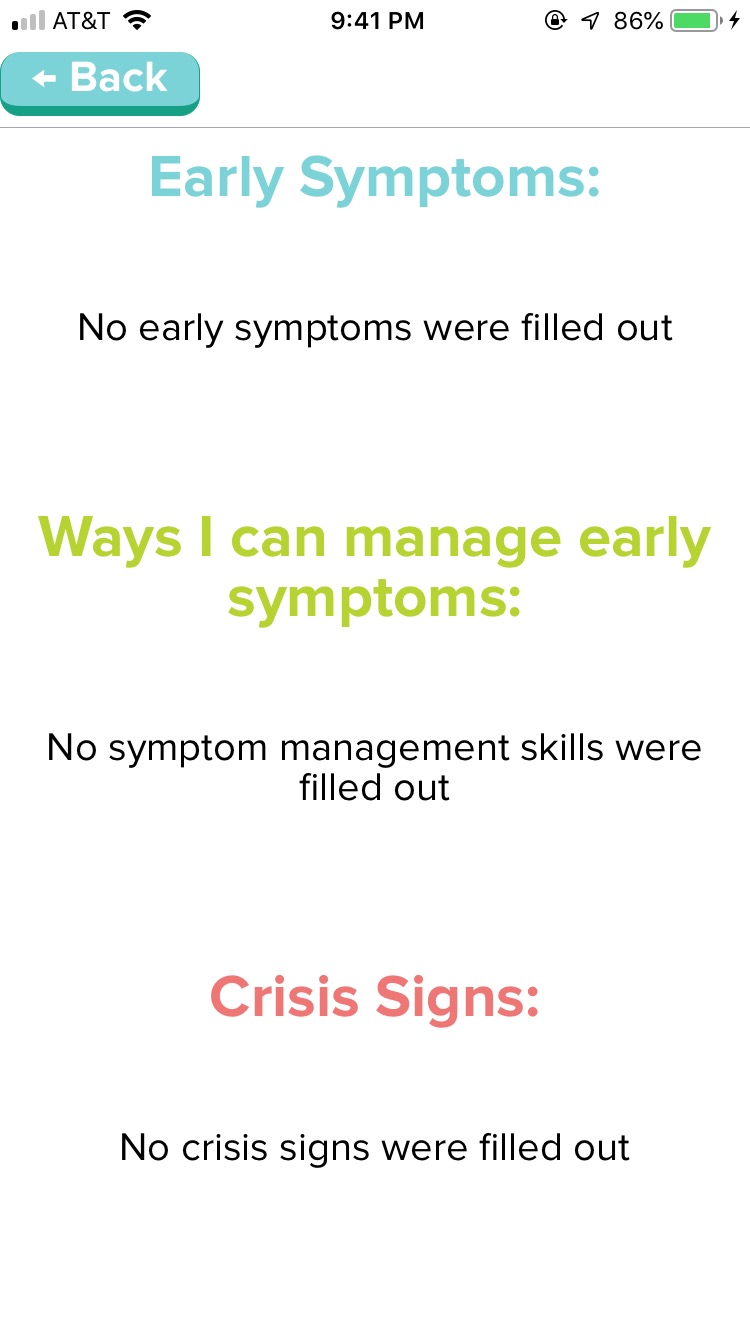 AT&T 9:41 PM 86%
Back
Early Symptoms:
No early symptoms were filled out
Ways I can manage early
symptoms:
No symptom management skills were
filled out
Crisis Signs:
No crisis signs were filled out